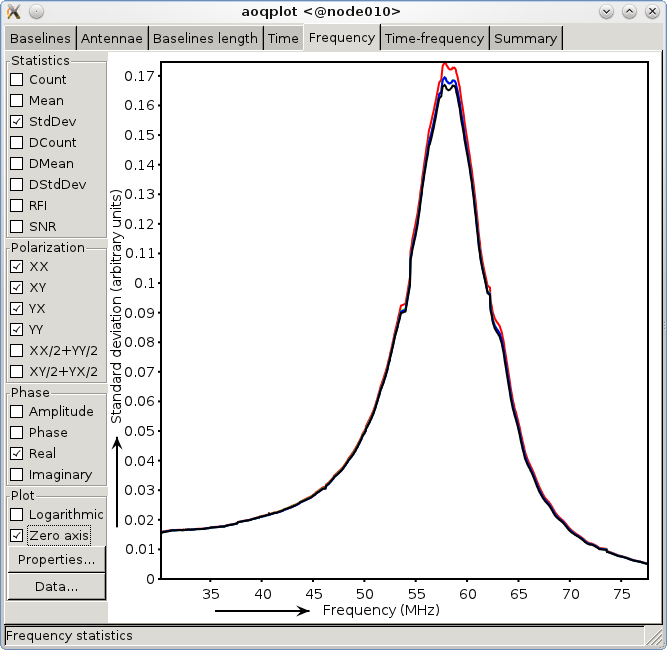 aoqplot <@node010>
Baselines Antennae Baselines length Time Frequency Time-frequency Summary
Statistics
Count
Mean
StdDev
DCount
DMean
DStdDev
RFI
SNR
Polarization
XX
XY
YX
YY
XX/2+YY/2
XY/2+YX/2
Phase
Amplitude
Phase
Real
Imaginary
Plot
Logarithmic
Zero axis
Properties...
Data...
Standard deviation (arbitrary units)
0.17
0.16
0.15
0.14
0.13
0.12
0.11
0.1
0.09
0.08
0.07
0.06
0.05
0.04
0.03
0.02
0.01
0
35 40 45 50 55 60 65 70 75
Frequency (MHz)
Frequency statistics